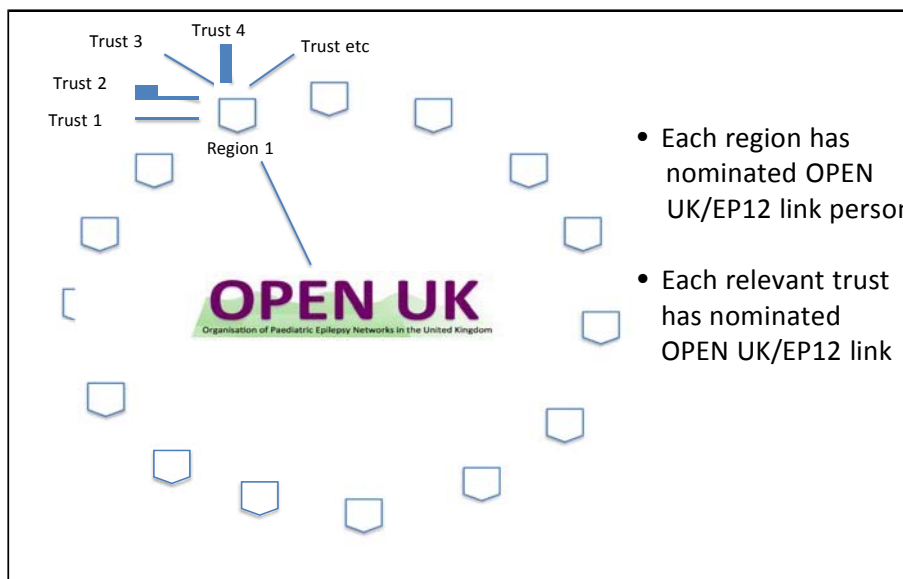 Trust 3
Trust 4
Trust etc
Trust 2
Trust 1
Region 1
• Each region has
nominated OPEN
UK/EP12 link person
• Each relevant trust
has nominated
OPEN UK/EP12 link
OPEN UK
Organisation of Paediatric Epilepsy Networks in the United Kingdom